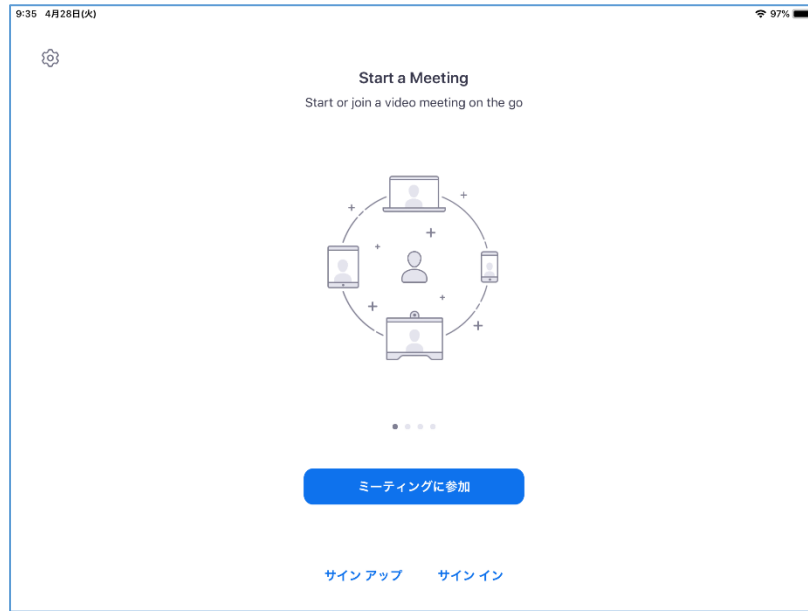 9:35 4月28日(火) 97%
Start a Meeting
Start or join a video meeting on the go
ミーティングに参加
サイン アップ サイン イン